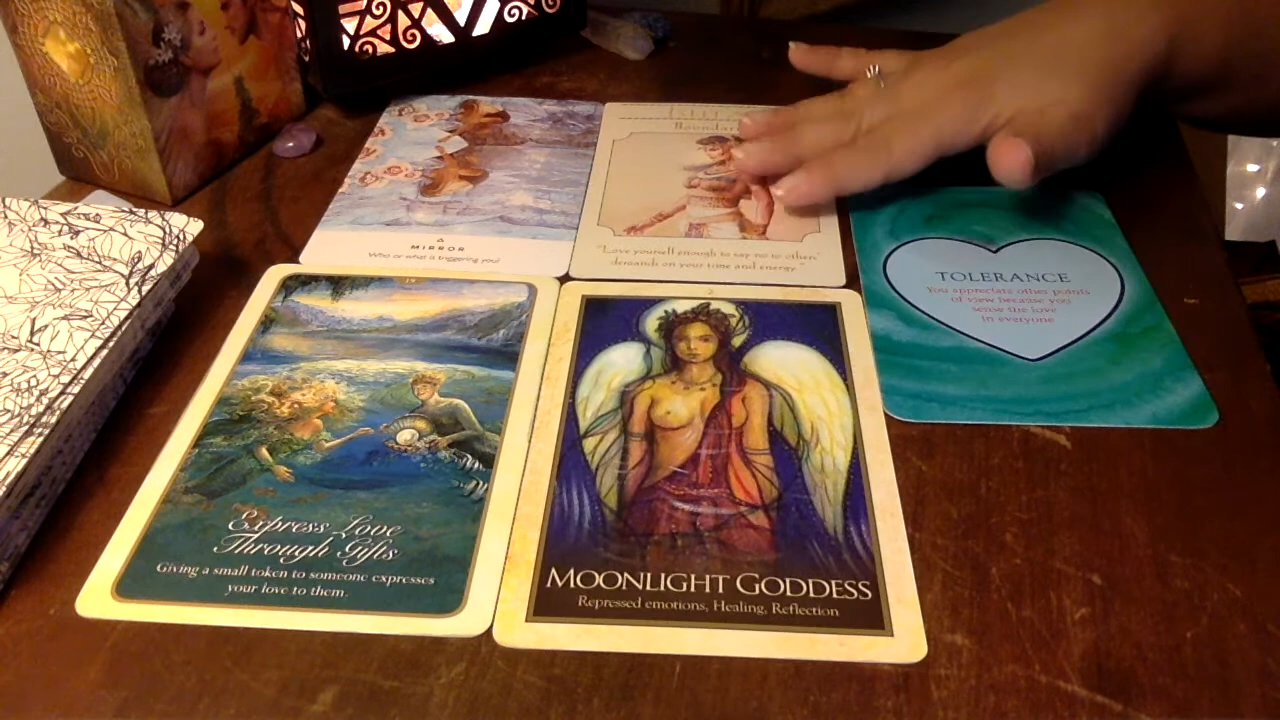 MIRROR
Who or what is triggering you?
ISHTAR
Boundari
"Love yourself enough to say no to others'
demands on your time and energy."
TOLERANCE
You appreciate other points
of view because you
sense the love
in everyone
Express Love
Through Gifts
Giving a small token to someone expresses
your love to them.
MOONLIGHT GODDESS
Repressed emotions, Healing, Reflection